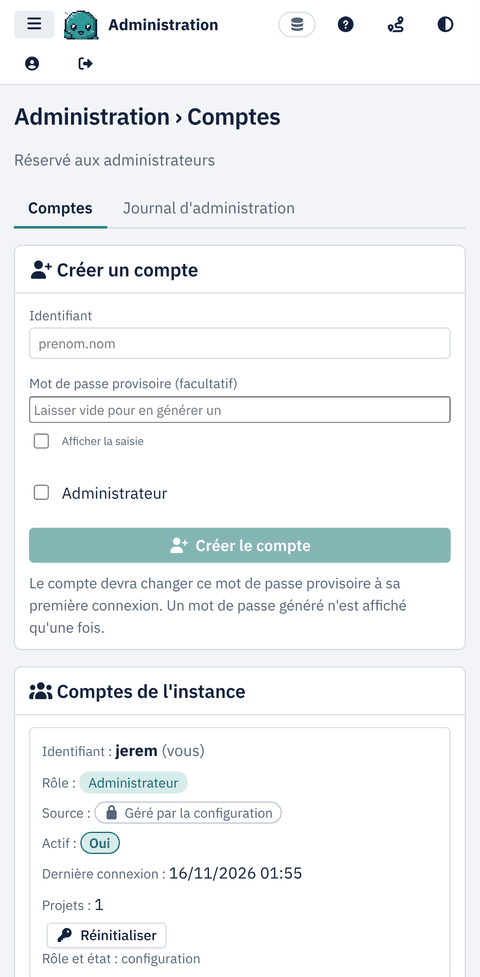 Administration
Administration › Comptes
Réservé aux administrateurs
Comptes
Journal d'administration
Créer un compte
Identifiant
prenom.nom
Mot de passe provisoire (facultatif)
Laisser vide pour en générer un
Afficher la saisie
Administrateur
Créer le compte
Le compte devra changer ce mot de passe provisoire à sa
première connexion. Un mot de passe généré n'est affiché
qu'une fois.
Comptes de l'instance
Identifiant : jerem (vous)
Rôle : Administrateur
Source : Géré par la configuration
Actif : Oui
Dernière connexion : 16/11/2026 01:55
Projets : 1
Réinitialiser
Rôle et état : configuration